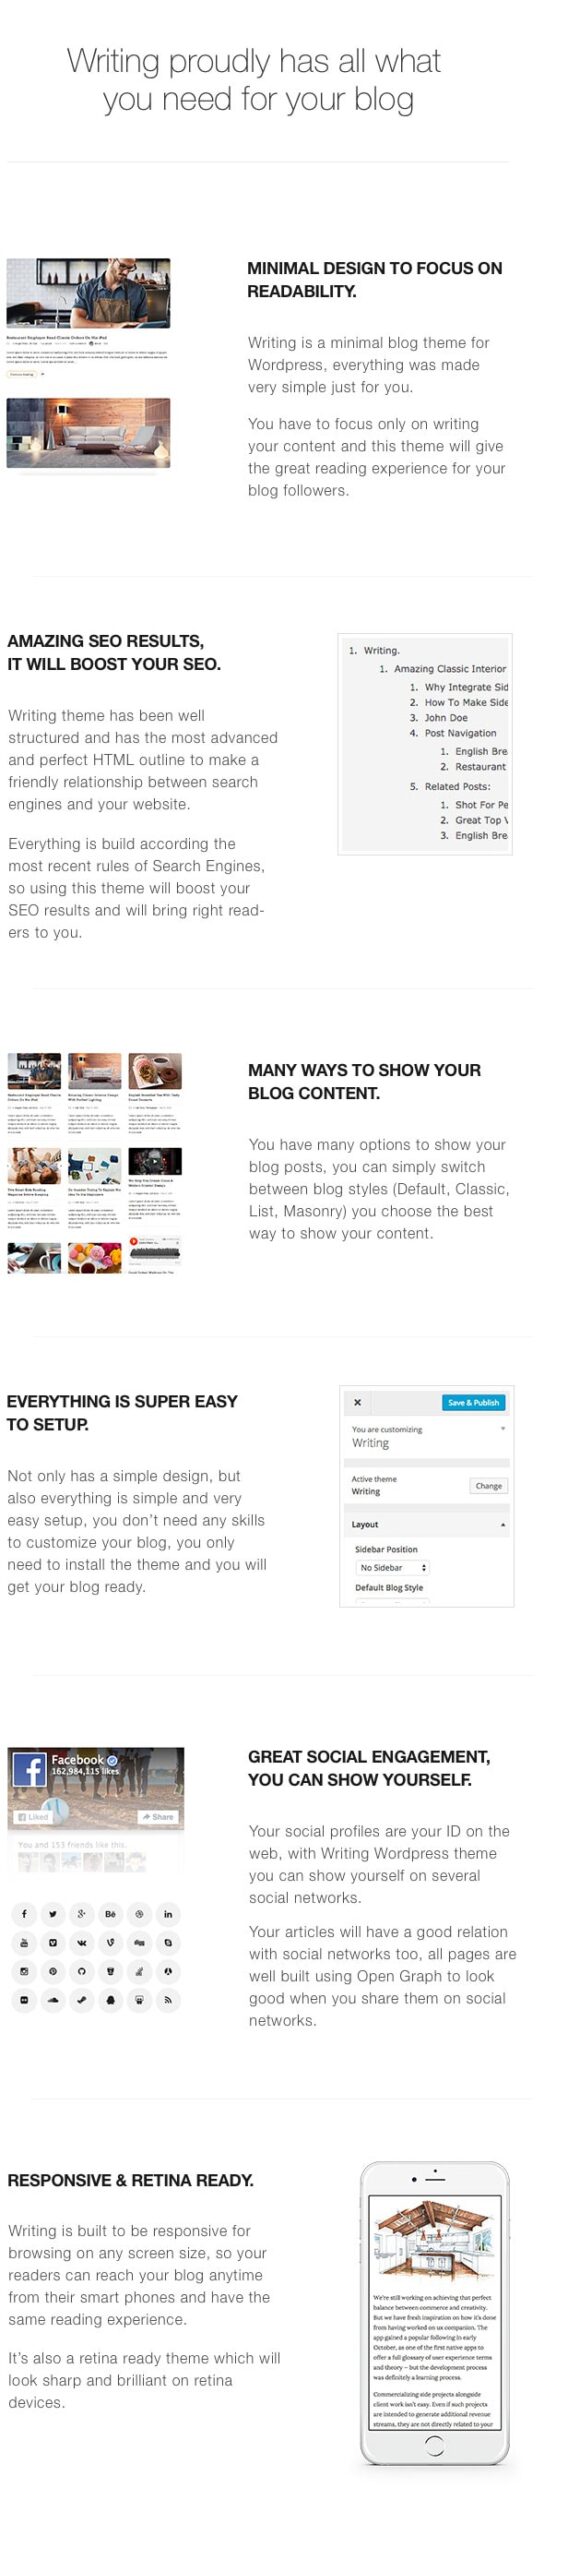 Writing proudly has all what
you need for your blog
MINIMAL DESIGN TO FOCUS ON
READABILITY.
Restaurant Employee Read Clients Orders On His iPad
Writing is a minimal blog theme for
Wordpress, everything was made
very simple just for you.
You have to focus only on writing
your content and this theme will give
the great reading experience for your
blog followers.
AMAZING SEO RESULTS,
IT WILL BOOST YOUR SEO.
Writing theme has been well
structured and has the most advanced
and perfect HTML outline to make a
friendly relationship between search
engines and your website.
Everything is build according the
most recent rules of Search Engines,
so using this theme will boost your
SEO results and will bring right read-
ers to you.
1. Writing.
1. Amazing Classic Interior
1. Why Integrate Sid
2. How To Make Side
3. John Doe
4. Post Navigation
1. English Bre
2. Restaurant
5. Related Posts:
1. Shot For Pe
2. Great Top V
3. English Bre
MANY WAYS TO SHOW YOUR
BLOG CONTENT.
You have many options to show your
blog posts, you can simply switch
between blog styles (Default, Classic,
List, Masonry) you choose the best
way to show your content.
EVERYTHING IS SUPER EASY
TO SETUP.
Not only has a simple design, but
also everything is simple and very
easy setup, you don't need any skills
to customize your blog, you only
need to install the theme and you will
get your blog ready.
Save & Publish
You are customizing
Writing
Active theme
Writing
Change
Layout
Sidebar Position
No Sidebar
Default Blog Style
Facebook
162,984,115 likes
Liked
Share
You and 153 friends like this.
GREAT SOCIAL ENGAGEMENT,
YOU CAN SHOW YOURSELF.
Your social profiles are your ID on the
web, with Writing Wordpress theme
you can show yourself on several
social networks.
Your articles will have a good relation
with social networks too, all pages are
well built using Open Graph to look
good when you share them on social
networks.
RESPONSIVE & RETINA READY.
Writing is built to be responsive for
browsing on any screen size, so your
readers can reach your blog anytime
from their smart phones and have the
same reading experience.
It's also a retina ready theme which will
look sharp and brilliant on retina
devices.
We're still working on achieving that perfect
balance between commerce and creativity.
But we have fresh inspiration on how it's done
from having worked on ux companion. The
app gained a popular following in early
October, as one of the first native apps to
offer a full glossary of user experience terms
and theory – but the development process
was definitely a learning process.
Commercializing side projects alongside
client work isn't easy. Even if such projects
are intended to generate additional revenue
streams, they are not directly related to your